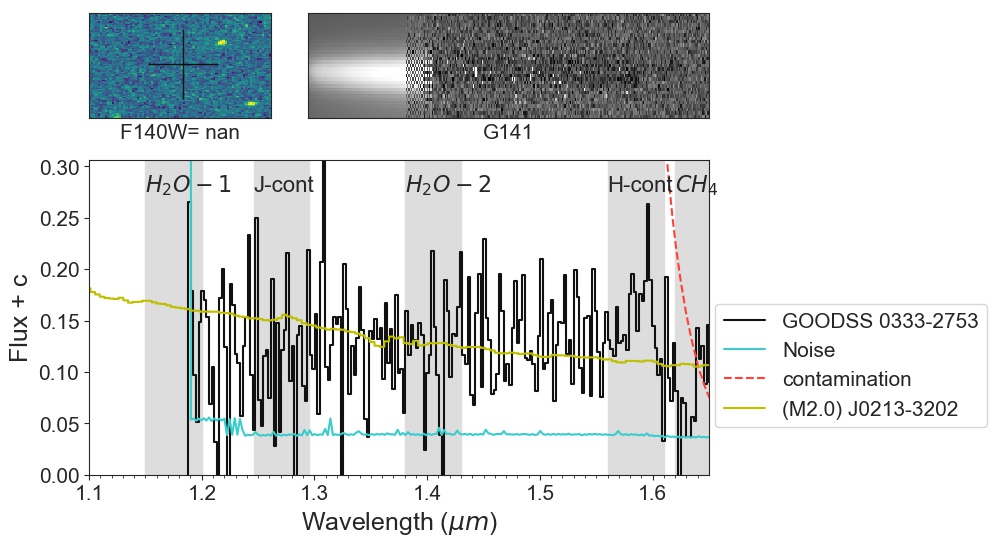 F140W= nan
G141
H₂O − 1
J-cont
H₂O − 2
H-cont
CH₄
0.30
0.25
0.20
0.15
0.10
0.05
0.00
Flux + c
1.1
1.2
1.3
1.4
1.5
1.6
Wavelength (μm)
GOODSS 0333-2753
Noise
contamination
(M2.0) J0213-3202